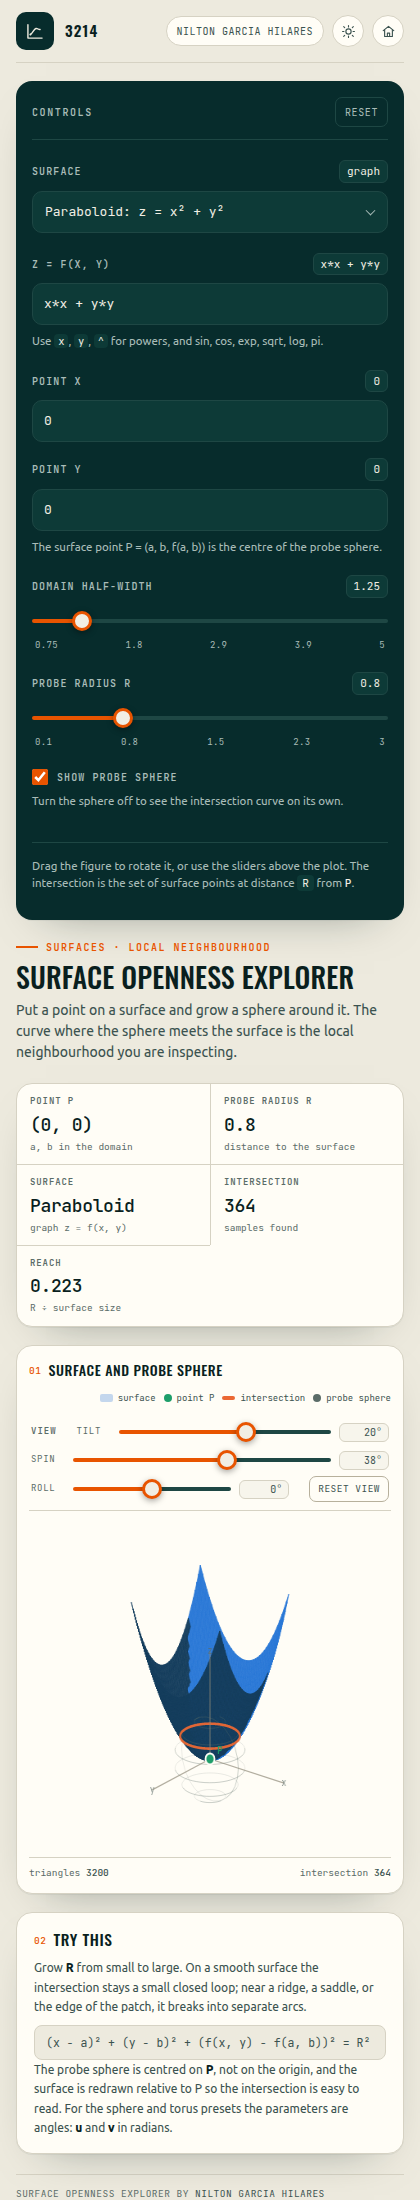 3214
NILTON GARCIA HILARES
CONTROLS
RESET
SURFACE
graph
Paraboloid: z = x² + y²
Z = F(X, Y)
x*x + y*y
x*x + y*y
Use x, y, ^ for powers, and sin, cos, exp, sqrt, log, pi.
POINT X
0
0
POINT Y
0
0
The surface point P = (a, b, f(a, b)) is the centre of the probe sphere.
DOMAIN HALF-WIDTH
1.25
0.75 1.8 2.9 3.9 5
PROBE RADIUS R
0.8
0.1 0.8 1.5 2.3 3
SHOW PROBE SPHERE
Turn the sphere off to see the intersection curve on its own.
Drag the figure to rotate it, or use the sliders above the plot. The
intersection is the set of surface points at distance R from P.
SURFACES · LOCAL NEIGHBOURHOOD
SURFACE OPENNESS EXPLORER
Put a point on a surface and grow a sphere around it. The
curve where the sphere meets the surface is the local
neighbourhood you are inspecting.
POINT P
(0, 0)
a, b in the domain
PROBE RADIUS R
0.8
distance to the surface
SURFACE
Paraboloid
graph z = f(x, y)
INTERSECTION
364
samples found
REACH
0.223
R ÷ surface size
01 SURFACE AND PROBE SPHERE
surface point P intersection probe sphere
VIEW TILT 20°
SPIN 38°
ROLL 0° RESET VIEW
P
Y
X
triangles 3200
intersection 364
02 TRY THIS
Grow R from small to large. On a smooth surface the
intersection stays a small closed loop; near a ridge, a saddle, or
the edge of the patch, it breaks into separate arcs.
(x - a)² + (y - b)² + (f(x, y) - f(a, b))² = R²
The probe sphere is centred on P, not on the origin, and the
surface is redrawn relative to P so the intersection is easy to
read. For the sphere and torus presets the parameters are
angles: u and v in radians.
SURFACE OPENNESS EXPLORER BY NILTON GARCIA HILARES